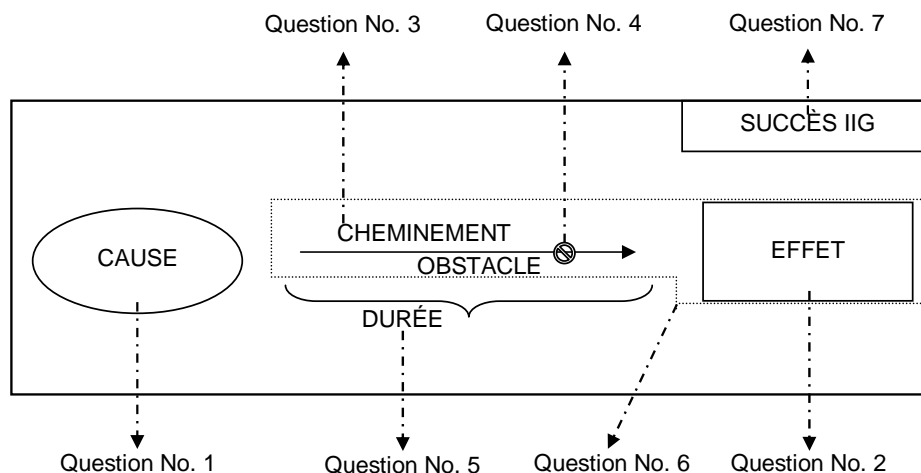 Question No. 3
Question No. 4
Question No. 7
SUCCÈS IIG
CHEMINEMENT
CAUSE
OBSTACLE
EFFET
DURÉE
Question No. 1
Question No. 5
Question No. 6
Question No. 2